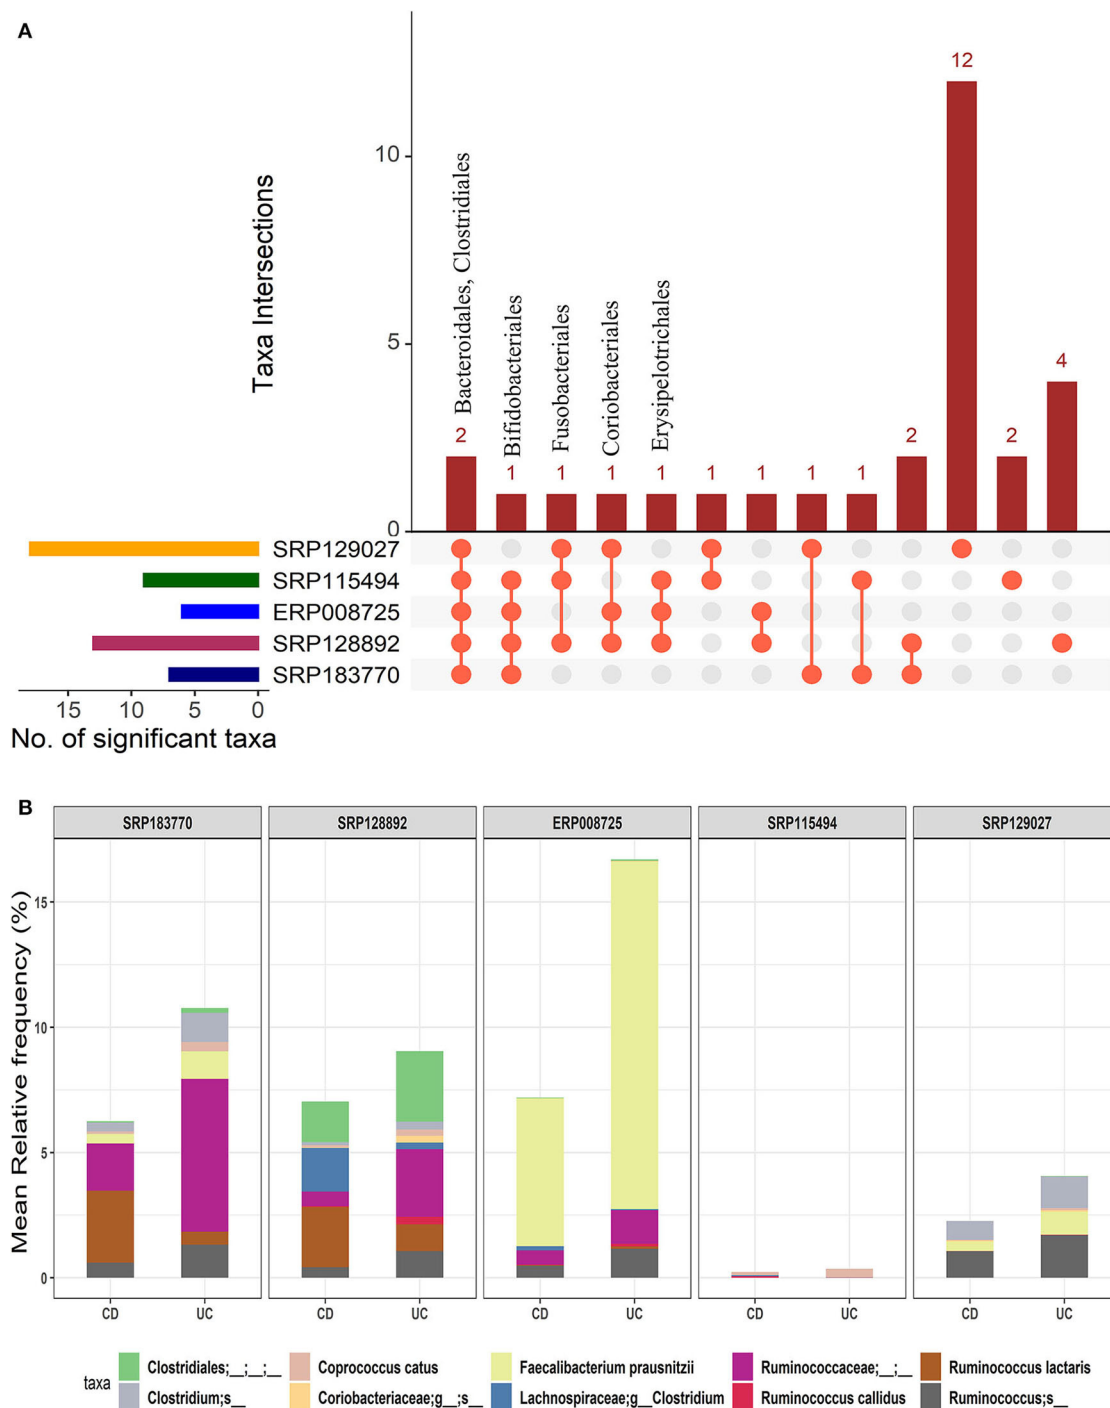 A
Taxa Intersections
10
5
0
Bacteroidales, Clostridiales
Bifidobacteriales
Fusobacteriales
Coriobacteriales
Erysipelotrichales
2
1
1
1
1
1
1
1
1
2
12
2
4
SRP129027
SRP115494
ERP008725
SRP128892
SRP183770
15
10
5
0
No. of significant taxa
B
SRP183770
SRP128892
ERP008725
SRP115494
SRP129027
Mean Relative frequency (%)
15
10
5
0
CD
UC
CD
UC
CD
UC
CD
UC
CD
UC
taxa
Clostridiales;__;__;__
Coprococcus catus
Faecalibacterium prausnitzii
Ruminococcaceae;__;__
Ruminococcus lactaris
Clostridium;s__
Coriobacteriaceae;g__;s__
Lachnospiraceae;g__Clostridium
Ruminococcus callidus
Ruminococcus;s__